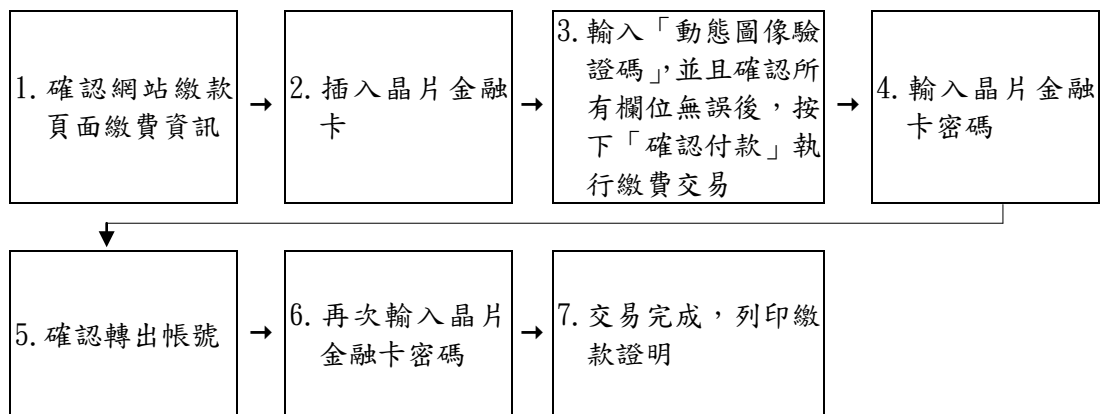 1. 確認網站繳款
頁面繳費資訊
→
2. 插入晶片金融
卡
→
3. 輸入「動態圖像驗
證碼」,並且確認所
有欄位無誤後,按
下「確認付款」執
行繳費交易
→
4. 輸入晶片金融
卡密碼
5. 確認轉出帳號
→
6. 再次輸入晶片
金融卡密碼
→
7. 交易完成,列印繳
款證明